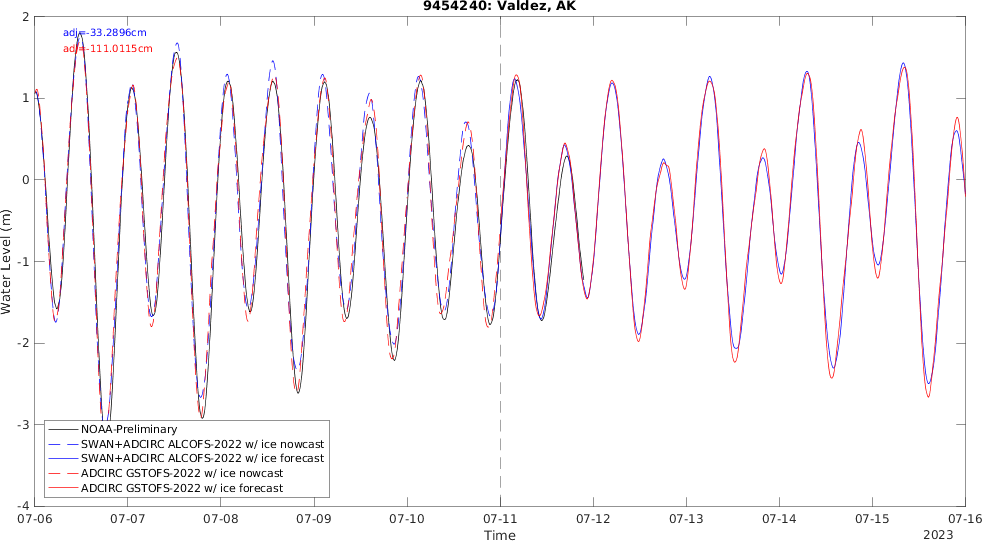 9454240: Valdez, AK
adj=-33.2896cm
adj=-111.0115cm
2
1
0
-1
-2
-3
-4
Water Level (m)
NOAA-Preliminary
SWAN+ADCIRC ALCOFS-2022 w/ ice nowcast
SWAN+ADCIRC ALCOFS-2022 w/ ice forecast
ADCIRC GSTOFS-2022 w/ ice nowcast
ADCIRC GSTOFS-2022 w/ ice forecast
07-06 07-07 07-08 07-09 07-10 07-11 07-12 07-13 07-14 07-15 07-16
Time
2023